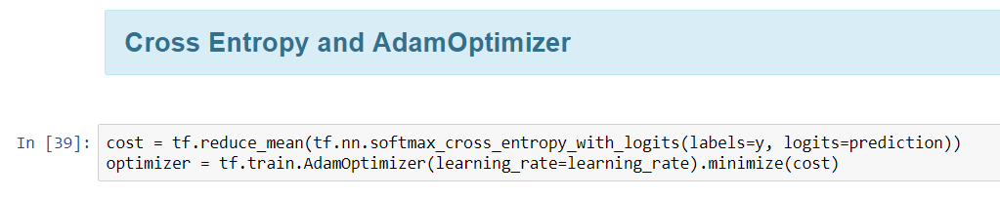 Cross Entropy and AdamOptimizer
In [39]: cost = tf.reduce_mean(tf.nn.softmax_cross_entropy_with_logits(labels=y, logits=prediction))
optimizer = tf.train.AdamOptimizer(learning_rate=learning_rate).minimize(cost)